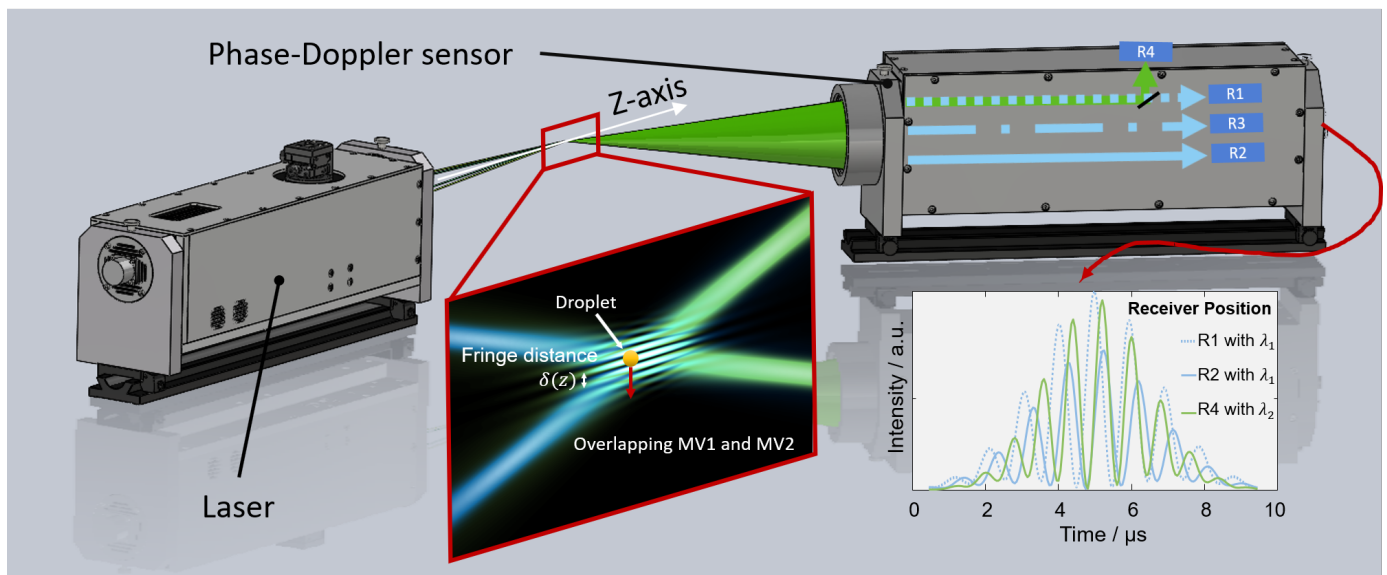 Phase-Doppler sensor
Z-axis
R4
R1
R3
R2
Droplet
Fringe distance
δ(z)
Overlapping MV1 and MV2
Laser
Receiver Position
R1 with λ₁
R2 with λ₁
R4 with λ₂
Intensity / a.u.
0 2 4 6 8 10
Time / µs